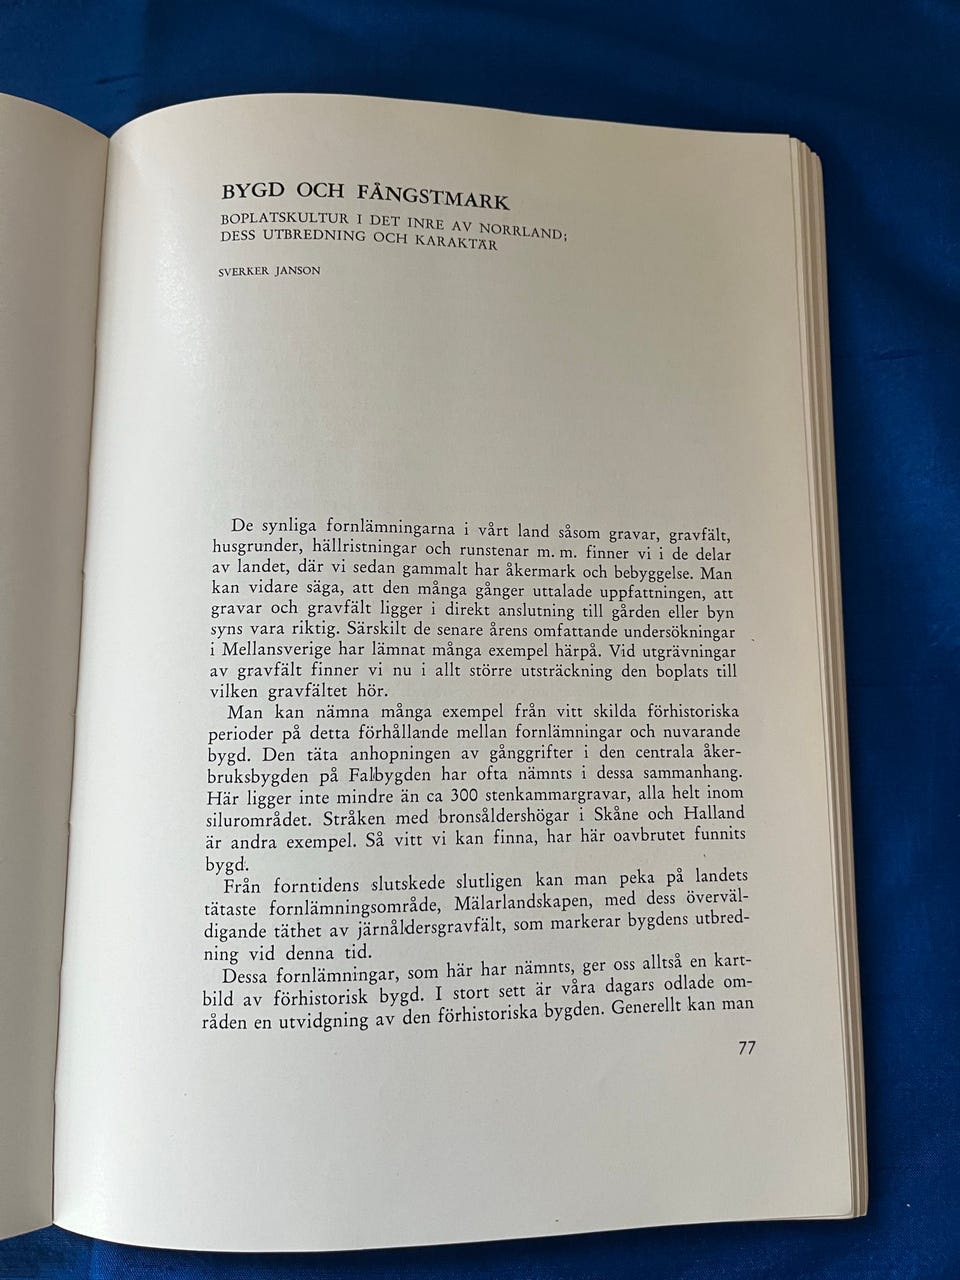 BYGD OCH FÅNGSTMARK
BOPLATSKULTUR I DET INRE AV NORRLAND;
DESS UTBREDNING OCH KARAKTÄR
SVERKER JANSON
De synliga fornlämningarna i vårt land såsom gravar, gravfält,
husgrunder, hällristningar och runstenar m. m. finner vi i de delar
av landet, där vi sedan gammalt har åkermark och bebyggelse. Man
kan vidare säga, att den många gånger uttalade uppfattningen, att
gravar och gravfält ligger i direkt anslutning till gården eller byn
syns vara riktig. Särskilt de senare årens omfattande undersökningar
i Mellansverige har lämnat många exempel härpå. Vid utgrävningar
av gravfält finner vi nu i allt större utsträckning den boplats till
vilken gravfältet hör.
Man kan nämna många exempel från vitt skilda förhistoriska
perioder på detta förhållande mellan fornlämningar och nuvarande
bygd. Den täta anhopningen av gånggrifter i den centrala åker-
bruksbygden på Falbygden har ofta nämnts i dessa sammanhang.
Här ligger inte mindre än ca 300 stenkammargravar, alla helt inom
silurområdet. Stråken med bronsåldershögar i Skåne och Halland
är andra exempel. Så vitt vi kan finna, har här oavbrutet funnits
bygd.
Från forntidens slutskede slutligen kan man peka på landets
tätaste fornlämningsområde, Mälarlandskapen, med dess överväl-
digande täthet av järnåldersgravfält, som markerar bygdens utbred-
ning vid denna tid.
Dessa fornlämningar, som här har nämnts, ger oss alltså en kart-
bild av förhistorisk bygd. I stort sett är våra dagars odlade om-
råden en utvidgning av den förhistoriska bygden. Generellt kan man
77